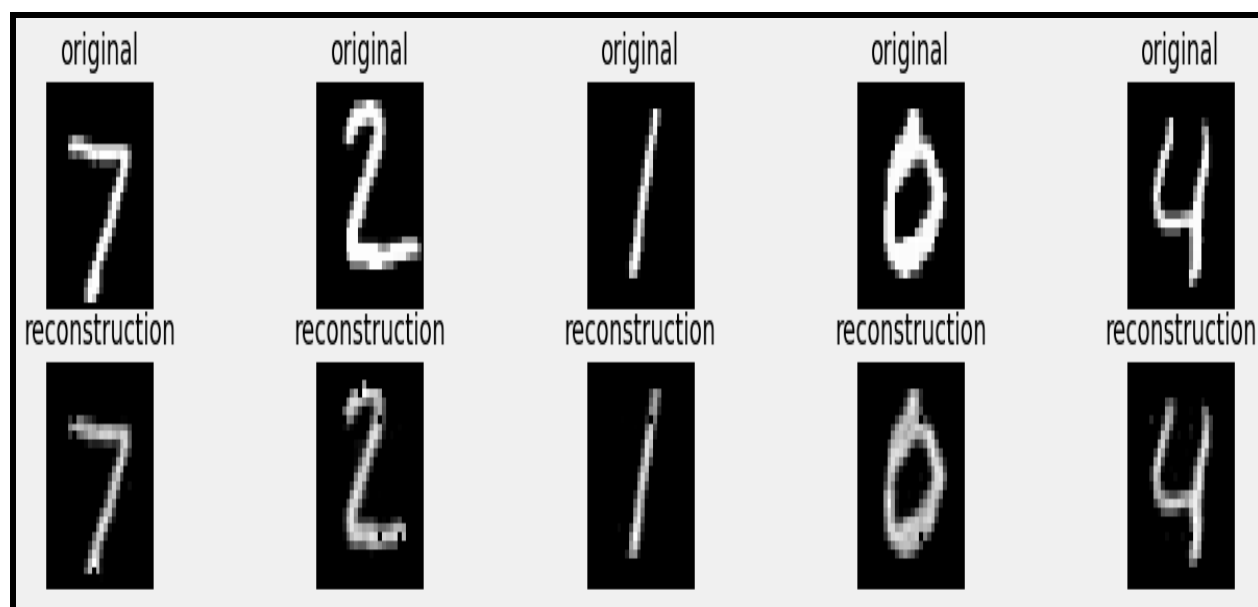 original original original original original
7 2 1 0 4
reconstruction reconstruction reconstruction reconstruction reconstruction
7 2 1 0 4